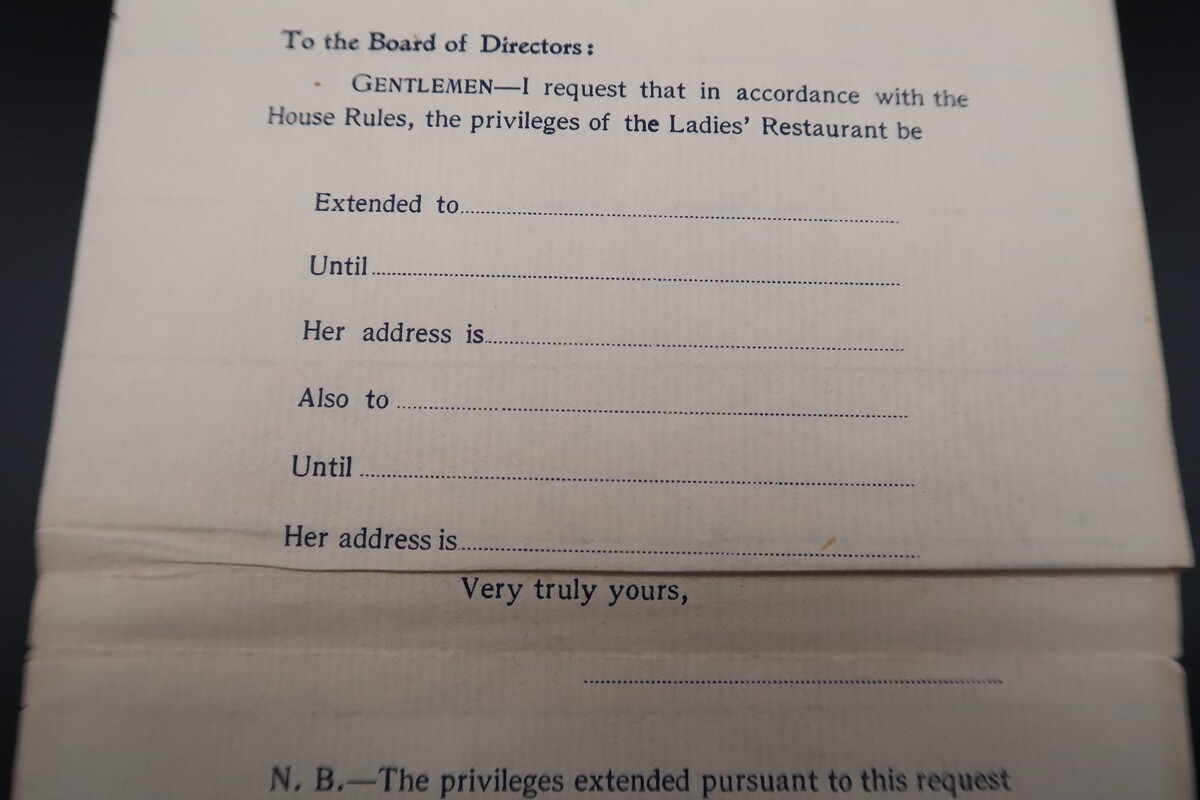 To the Board of Directors:
GENTLEMEN—I request that in accordance with the
House Rules, the privileges of the Ladies' Restaurant be
Extended to
Until
Her address is
Also to
Until
Her address is
Very truly yours,
N. B.—The privileges extended pursuant to this request